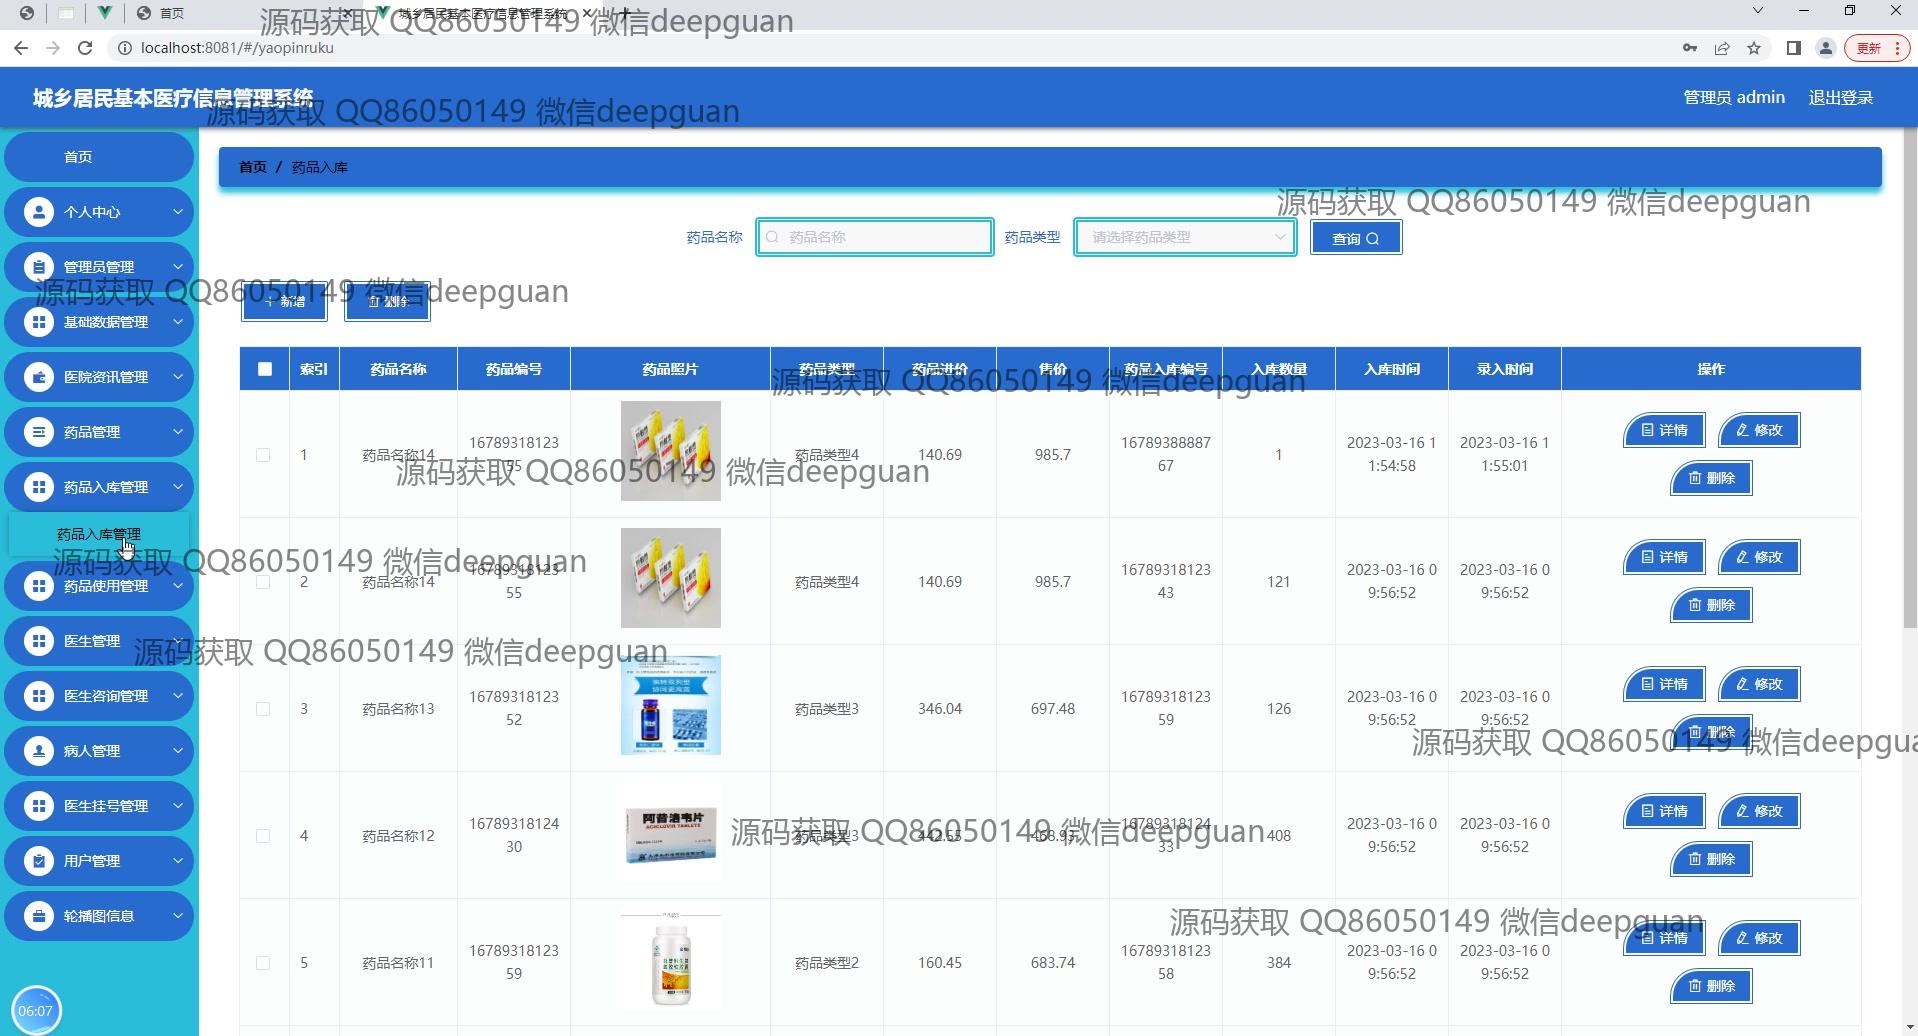 首页
城乡居民基本医疗信息管理系统
源码获取 QQ86050149 微信deepguan
localhost:8081/#/yaopinruku
更新
城乡居民基本医疗信息管理系统
管理员 admin
退出登录
源码获取 QQ86050149 微信deepguan
首页
个人中心
管理员管理
基础数据管理
医院资讯管理
药品管理
药品入库管理
药品入库管理
药品使用管理
医生管理
医生咨询管理
病人管理
医生挂号管理
用户管理
轮播图信息
06:07
首页 / 药品入库
源码获取 QQ86050149 微信deepguan
药品名称 药品名称 药品类型 请选择药品类型 查询
源码获取 QQ86050149 微信deepguan
新增 删除
索引 药品名称 药品编号 药品照片 药品类型 药品进价 售价 药品入库编号 入库数量 入库时间 录入时间 操作
源码获取 QQ86050149 微信deepguan
1 药品名称14 1678931812355 药品类型4 140.69 985.7 1678938888767 1 2023-03-16 11:54:58 2023-03-16 11:55:01 详情 修改 删除
源码获取 QQ86050149 微信deepguan
2 药品名称14 1678931812355 药品类型4 140.69 985.7 1678931812343 121 2023-03-16 09:56:52 2023-03-16 09:56:52 详情 修改 删除
源码获取 QQ86050149 微信deepguan
源码获取 QQ86050149 微信deepguan
3 药品名称13 1678931812352 药品类型3 346.04 697.48 1678931812359 126 2023-03-16 09:56:52 2023-03-16 09:56:52 详情 修改 删除
源码获取 QQ86050149 微信deepgua
4 药品名称12 1678931812430 阿昔洛韦片 ACICLOVIR TABLETS 药品类型3 442.55 468.93 1678931812433 408 2023-03-16 09:56:52 2023-03-16 09:56:52 详情 修改 删除
源码获取 QQ86050149 微信deepguan
5 药品名称11 1678931812359 药品类型2 160.45 683.74 1678931812358 384 2023-03-16 09:56:52 2023-03-16 09:56:52 详情 修改 删除
源码获取 QQ86050149 微信deepguan